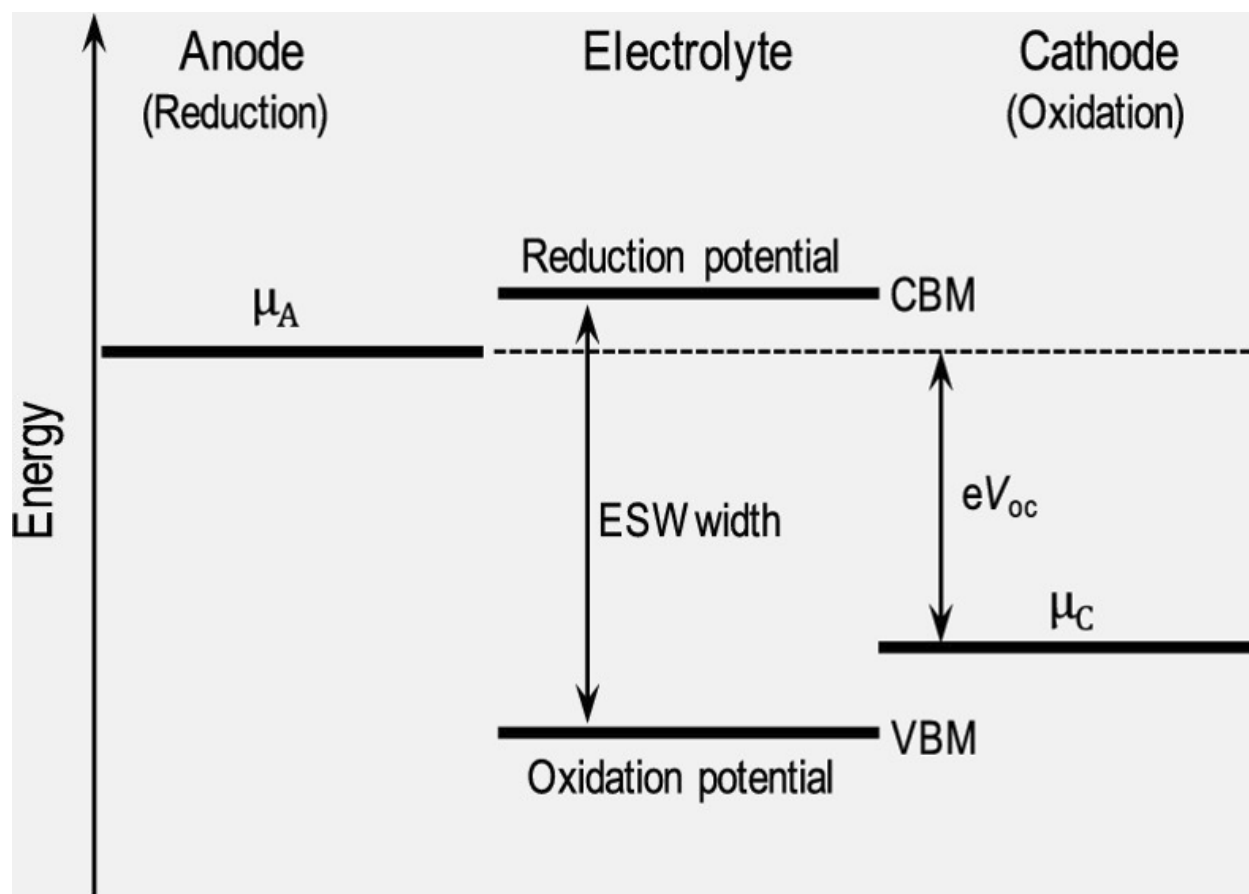 Anode
(Reduction)
Electrolyte
Cathode
(Oxidation)
Energy
μA
Reduction potential
CBM
ESW width
eVoc
μC
VBM
Oxidation potential